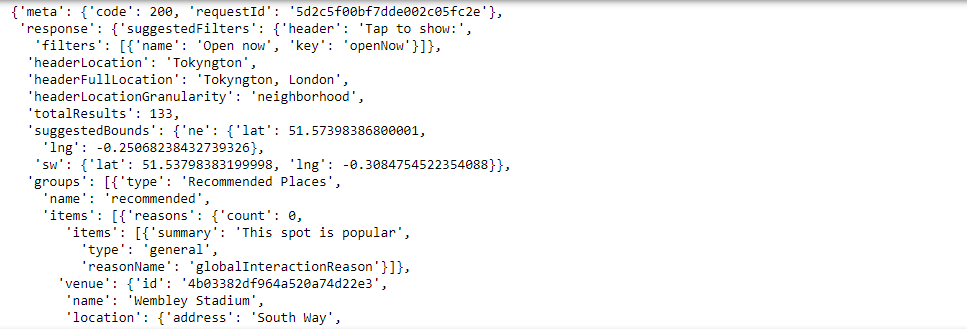 {'meta': {'code': 200, 'requestId': '5d2c5f00bf7dde002c05fc2e'},
'response': {'suggestedFilters': {'header': 'Tap to show:',
'filters': [{'name': 'Open now', 'key': 'openNow'}]},
'headerLocation': 'Tokyngton',
'headerFullLocation': 'Tokyngton, London',
'headerLocationGranularity': 'neighborhood',
'totalResults': 133,
'suggestedBounds': {'ne': {'lat': 51.57398386800001,
'lng': -0.25068238432739326},
'sw': {'lat': 51.53798383199998, 'lng': -0.3084754522354088}},
'groups': [{'type': 'Recommended Places',
'name': 'recommended',
'items': [{'reasons': {'count': 0,
'items': [{'summary': 'This spot is popular',
'type': 'general',
'reasonName': 'globalInteractionReason'}]},
'venue': {'id': '4b03382df964a520a74d22e3',
'name': 'Wembley Stadium',
'location': {'address': 'South Way',